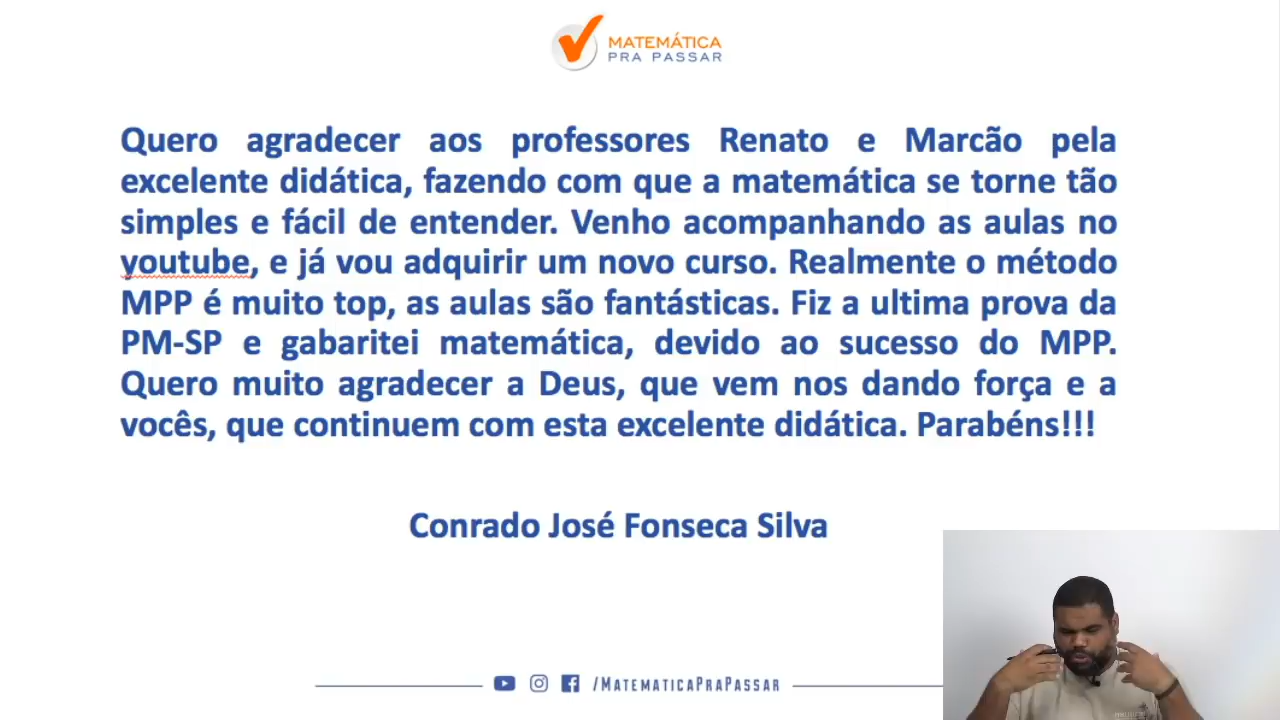 MATEMÁTICA
PRA PASSAR
Quero agradecer aos professores Renato e Marcão pela
excelente didática, fazendo com que a matemática se torne tão
simples e fácil de entender. Venho acompanhando as aulas no
youtube, e já vou adquirir um novo curso. Realmente o método
MPP é muito top, as aulas são fantásticas. Fiz a ultima prova da
PM-SP e gabaritei matemática, devido ao sucesso do MPP.
Quero muito agradecer a Deus, que vem nos dando força e a
vocês, que continuem com esta excelente didática. Parabéns!!!
Conrado José Fonseca Silva
/MATEMATICAPRAPASSAR